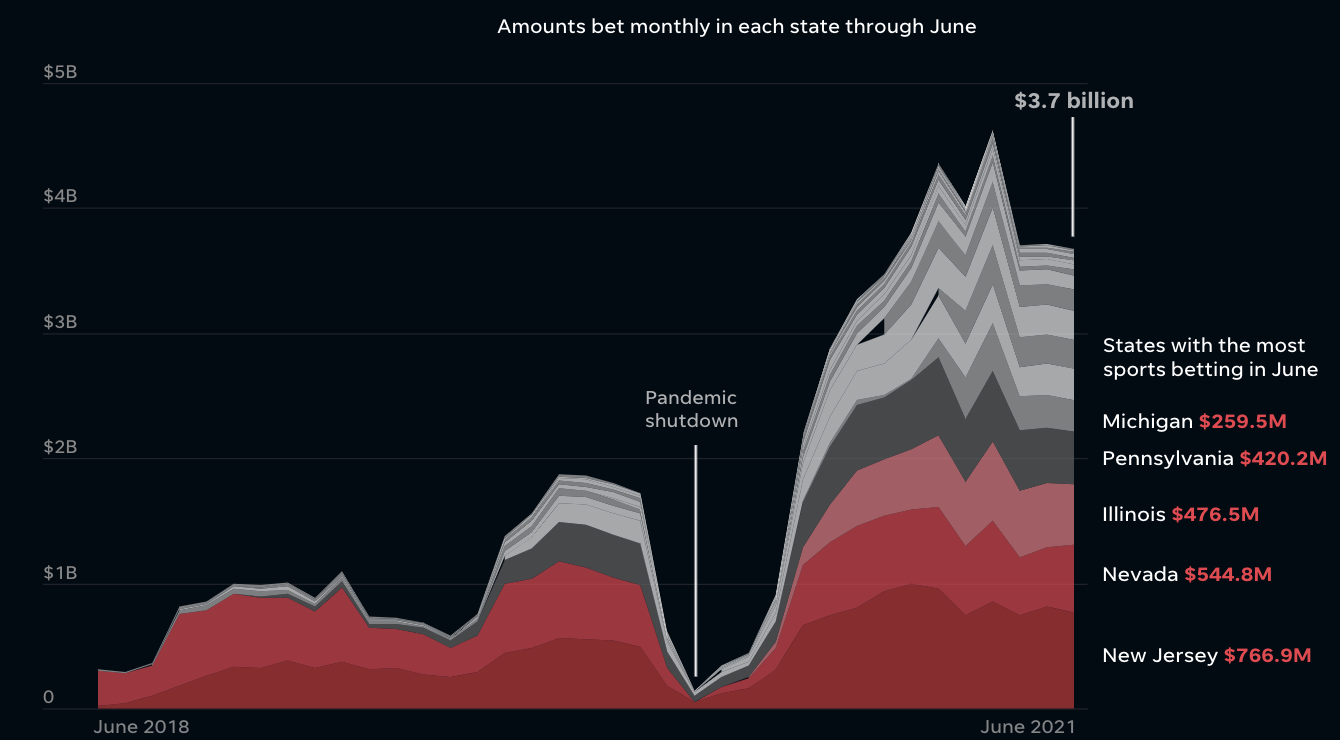 Amounts bet monthly in each state through June
$5B
$3.7 billion
$4B
$3B
States with the most
sports betting in June
Pandemic
shutdown
Michigan $259.5M
$2B
Pennsylvania $420.2M
Illinois $476.5M
$1B
Nevada $544.8M
New Jersey $766.9M
0
June 2018
June 2021